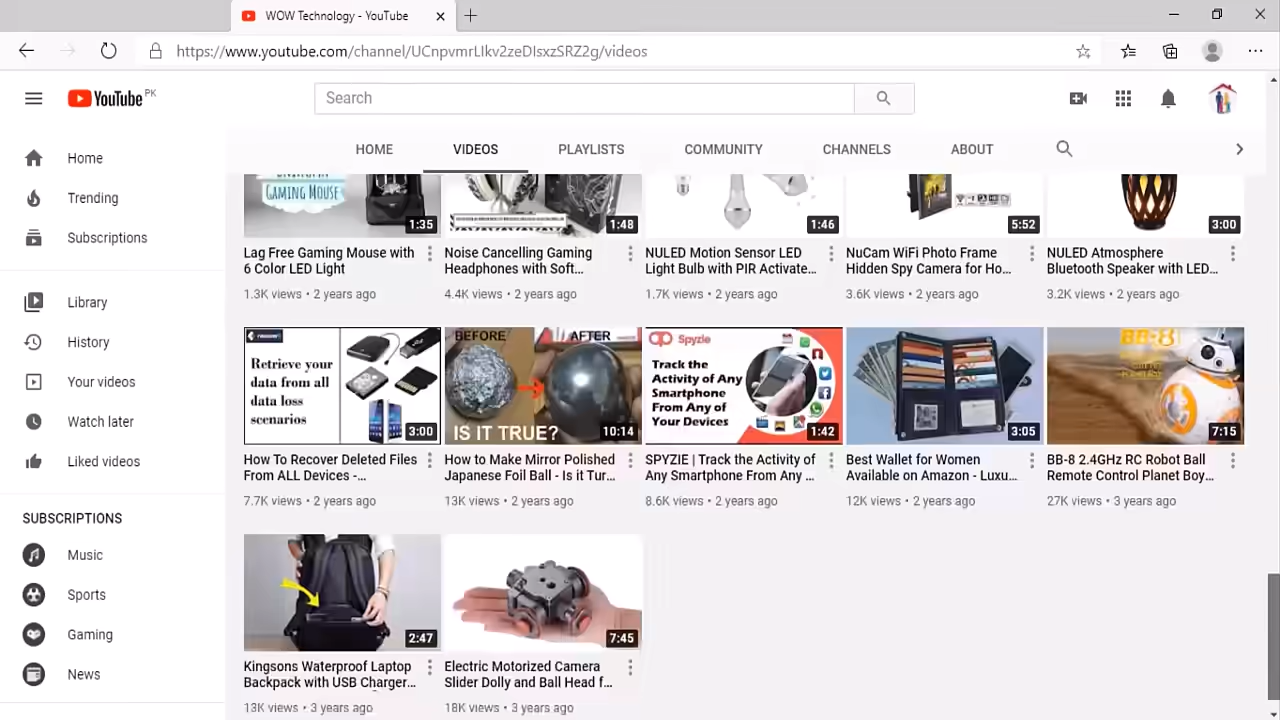 WOW Technology - YouTube
https://www.youtube.com/channel/UCnpvmrLIkv2zeDIsxzSRZ2g/videos
YouTube PK
Search
HOME VIDEOS PLAYLISTS COMMUNITY CHANNELS ABOUT
Home
Trending
Subscriptions
Library
History
Your videos
Watch later
Liked videos
SUBSCRIPTIONS
Music
Sports
Gaming
News
GAMING MOUSE
1:35
Lag Free Gaming Mouse with
6 Color LED Light
1.3K views • 2 years ago
1:48
Noise Cancelling Gaming
Headphones with Soft...
4.4K views • 2 years ago
1:46
NULED Motion Sensor LED
Light Bulb with PIR Activate...
1.7K views • 2 years ago
5:52
NuCam WiFi Photo Frame
Hidden Spy Camera for Ho...
3.6K views • 2 years ago
3:00
NULED Atmosphere
Bluetooth Speaker with LED...
3.2K views • 2 years ago
Retrieve your
data from all
data loss
scenarios
3:00
How To Recover Deleted Files
From ALL Devices -...
7.7K views • 2 years ago
BEFORE AFTER
IS IT TRUE?
10:14
How to Make Mirror Polished
Japanese Foil Ball - Is it Tur...
13K views • 2 years ago
Spyzie
Track the
Activity of Any
Smartphone
From Any of
Your Devices
1:42
SPYZIE | Track the Activity of
Any Smartphone From Any ...
8.6K views • 2 years ago
3:05
Best Wallet for Women
Available on Amazon - Luxu...
12K views • 2 years ago
BB-8
7:15
BB-8 2.4GHz RC Robot Ball
Remote Control Planet Boy...
27K views • 3 years ago
2:47
Kingsons Waterproof Laptop
Backpack with USB Charger...
13K views • 3 years ago
7:45
Electric Motorized Camera
Slider Dolly and Ball Head f...
18K views • 3 years ago